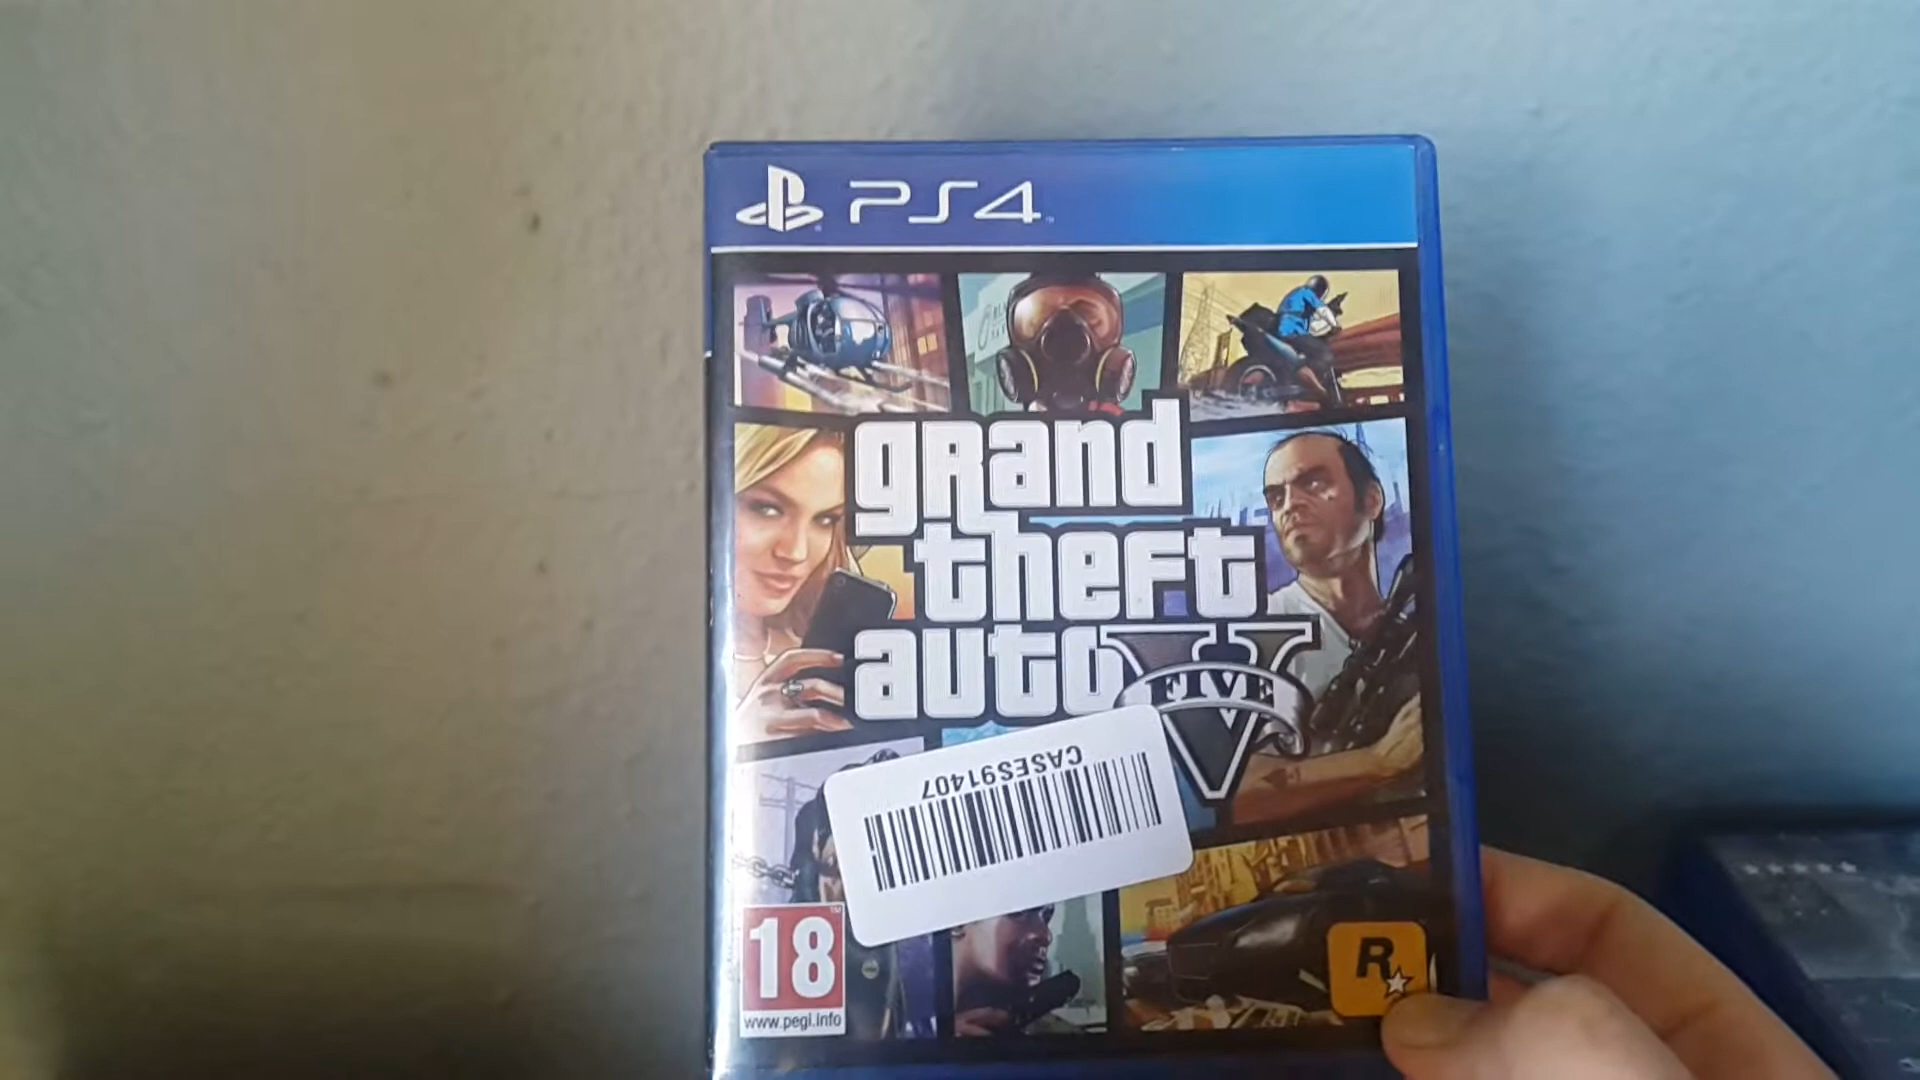 PS4
grand
theft
auto V
FIVE
CASES91407
18
www.pegi.info
R